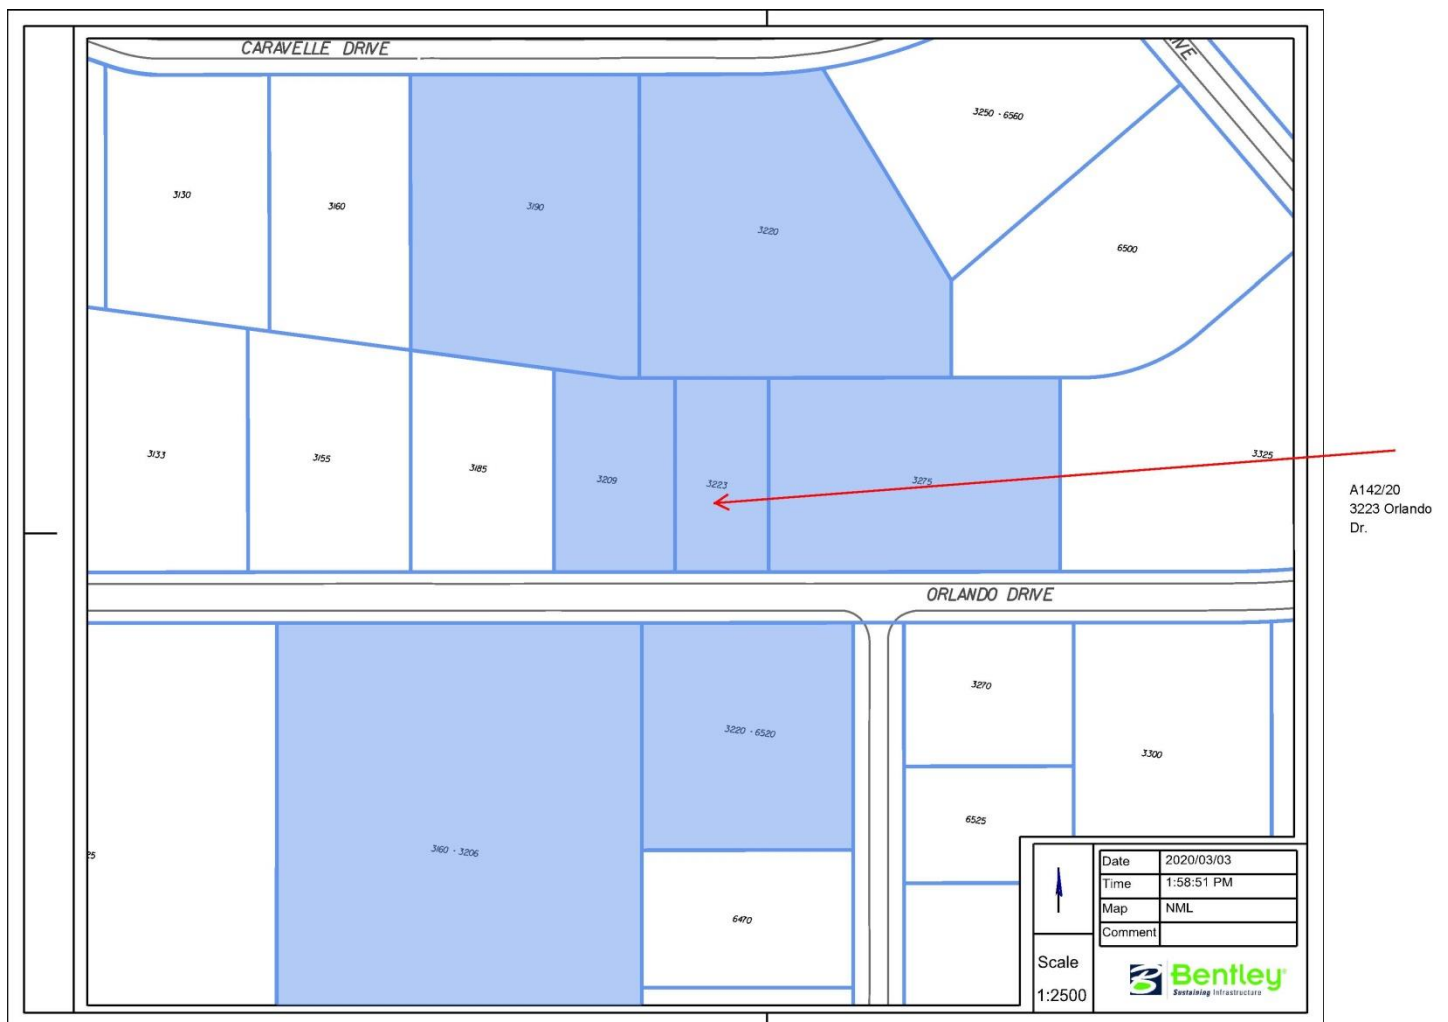 CARAVELLE DRIVE
3250 - 6560
3130
3160
3190
3220
6500
3133
3155
3185
3209
3223
3275
3325
A142/20
3223 Orlando
Dr.
ORLANDO DRIVE
3270
3220 - 6520
3300
6525
3160 - 3206
6470
Date 2020/03/03
Time 1:58:51 PM
Map NML
Comment
Scale
1:2500
Bentley
Sustaining Infrastructure